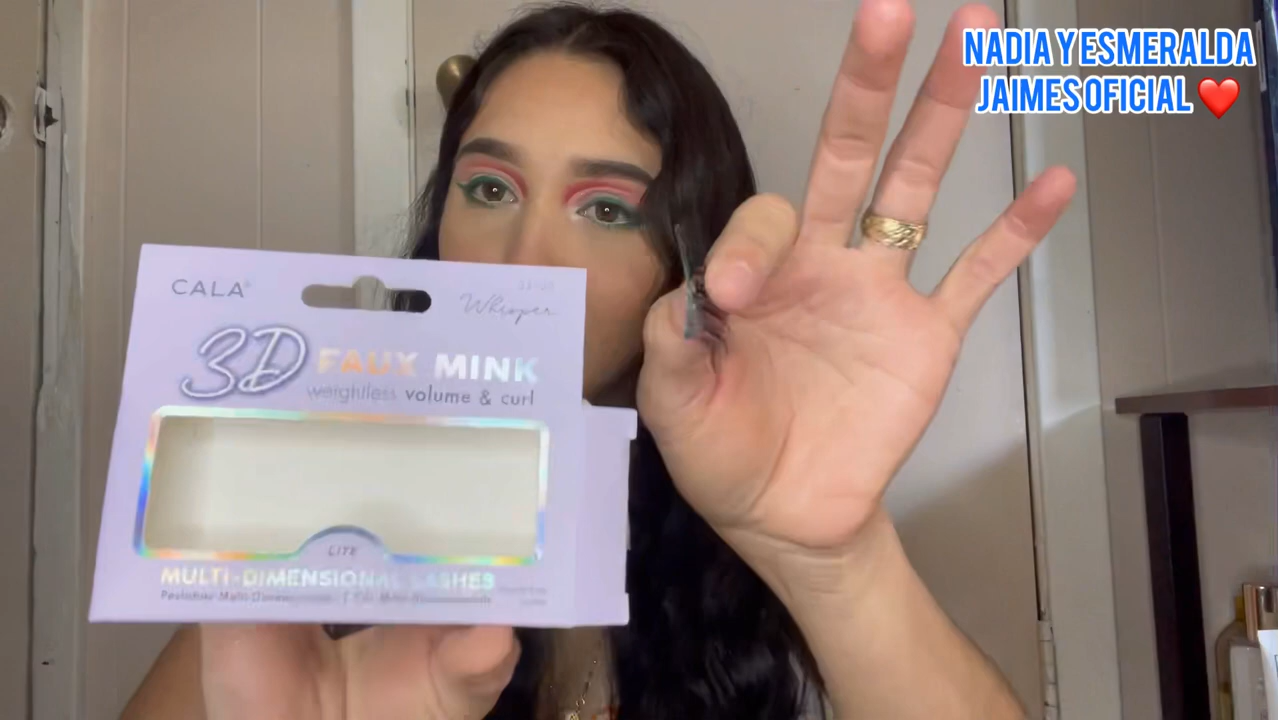 NADIA Y ESMERALDA
JAIMES OFICIAL
CALA
Whisper
3D FAUX MINK
weightless volume & curl
LITE
MULTI-DIMENSIONAL LASHES